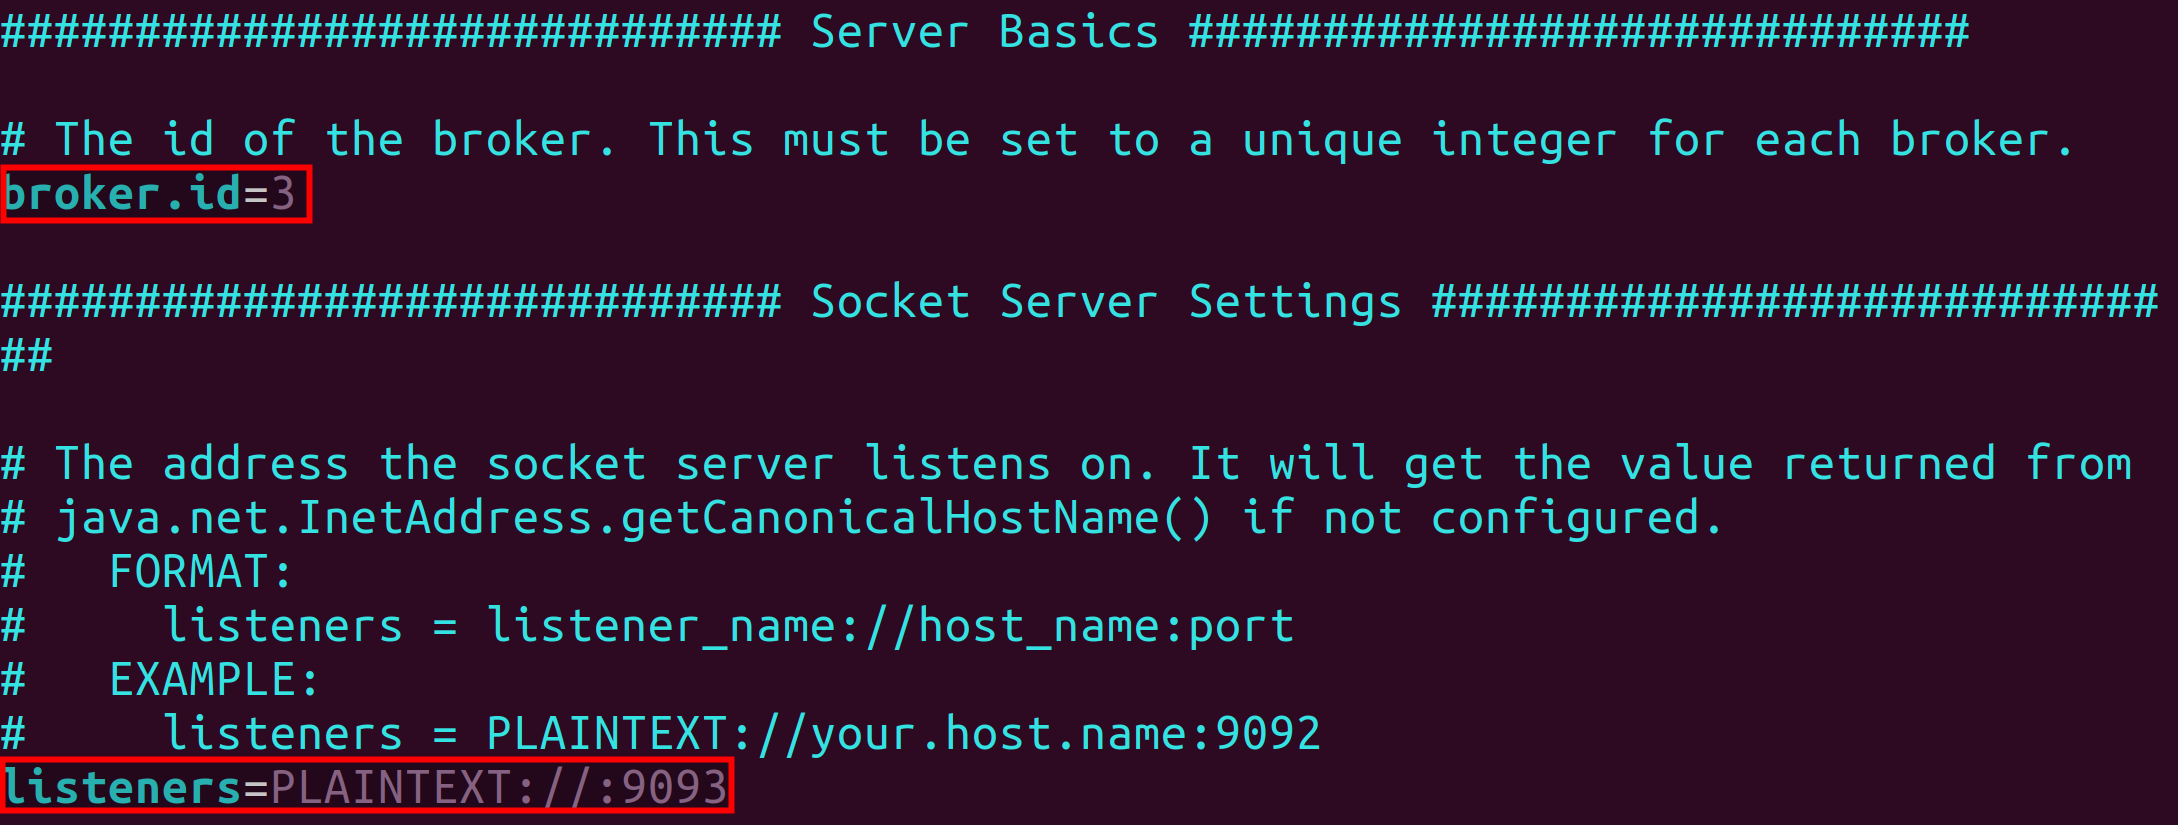 ############################# Server Basics #############################
# The id of the broker. This must be set to a unique integer for each broker.
broker.id=3
############################# Socket Server Settings ###########################
##
# The address the socket server listens on. It will get the value returned from
# java.net.InetAddress.getCanonicalHostName() if not configured.
#   FORMAT:
#     listeners = listener_name://host_name:port
#   EXAMPLE:
#     listeners = PLAINTEXT://your.host.name:9092
listeners=PLAINTEXT://:9093